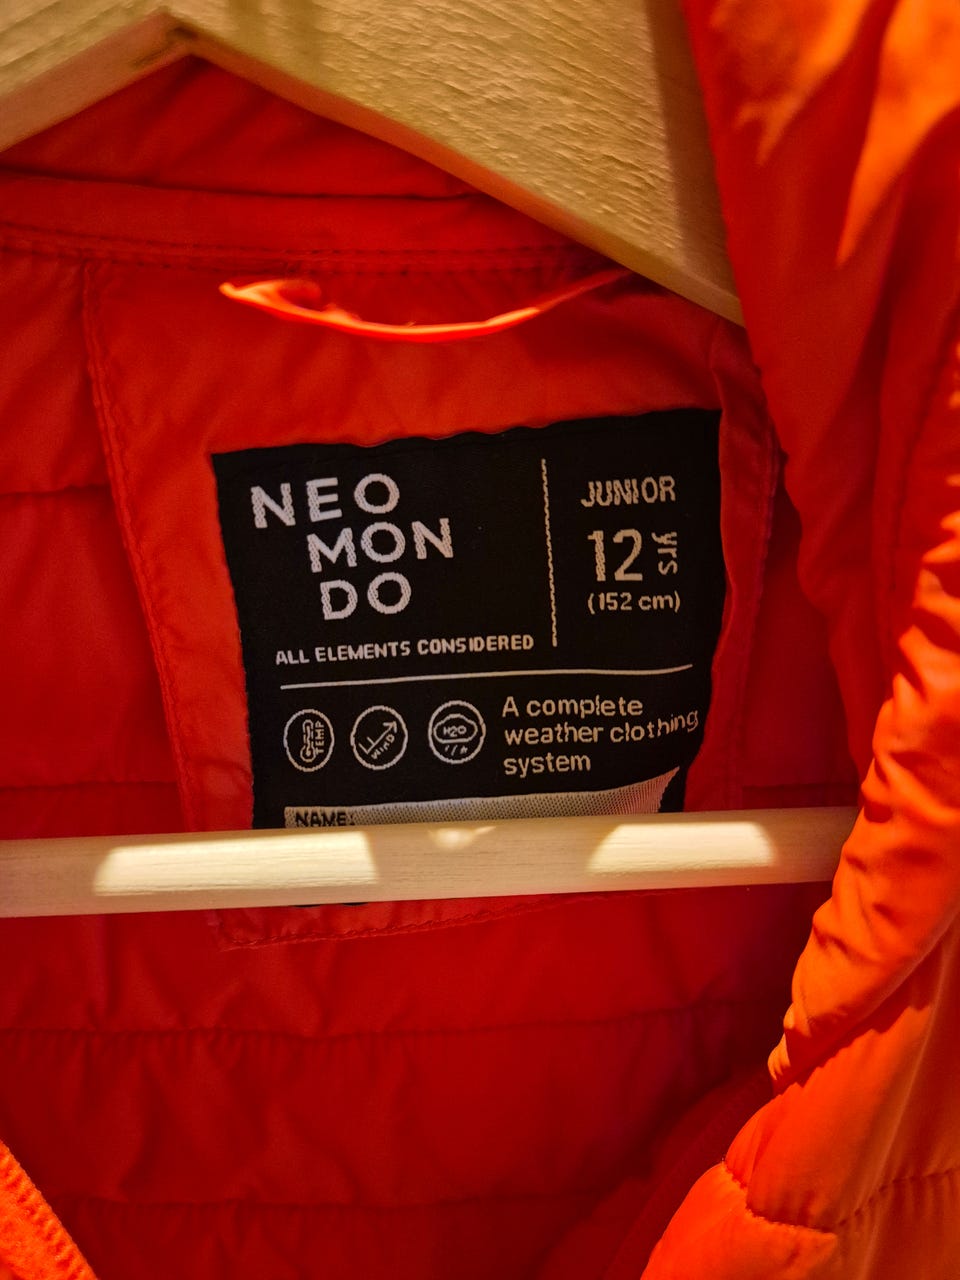 NEO
MON
DO
ALL ELEMENTS CONSIDERED
JUNIOR
12 yrs
(152 cm)
TEMP
WIND
H2O
A complete
weather clothing
system
NAME: